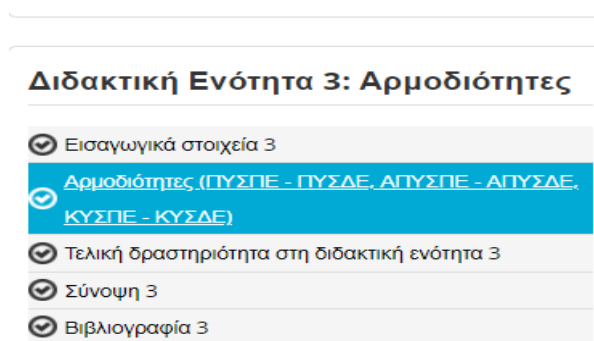 Διδακτική Ενότητα 3: Αρμοδιότητες
Εισαγωγικά στοιχεία 3
Αρμοδιότητες (ΠΥΣΠΕ - ΠΥΣΔΕ, ΑΠΥΣΠΕ - ΑΠΥΣΔΕ,
ΚΥΣΠΕ - ΚΥΣΔΕ)
Τελική δραστηριότητα στη διδακτική ενότητα 3
Σύνοψη 3
Βιβλιογραφία 3